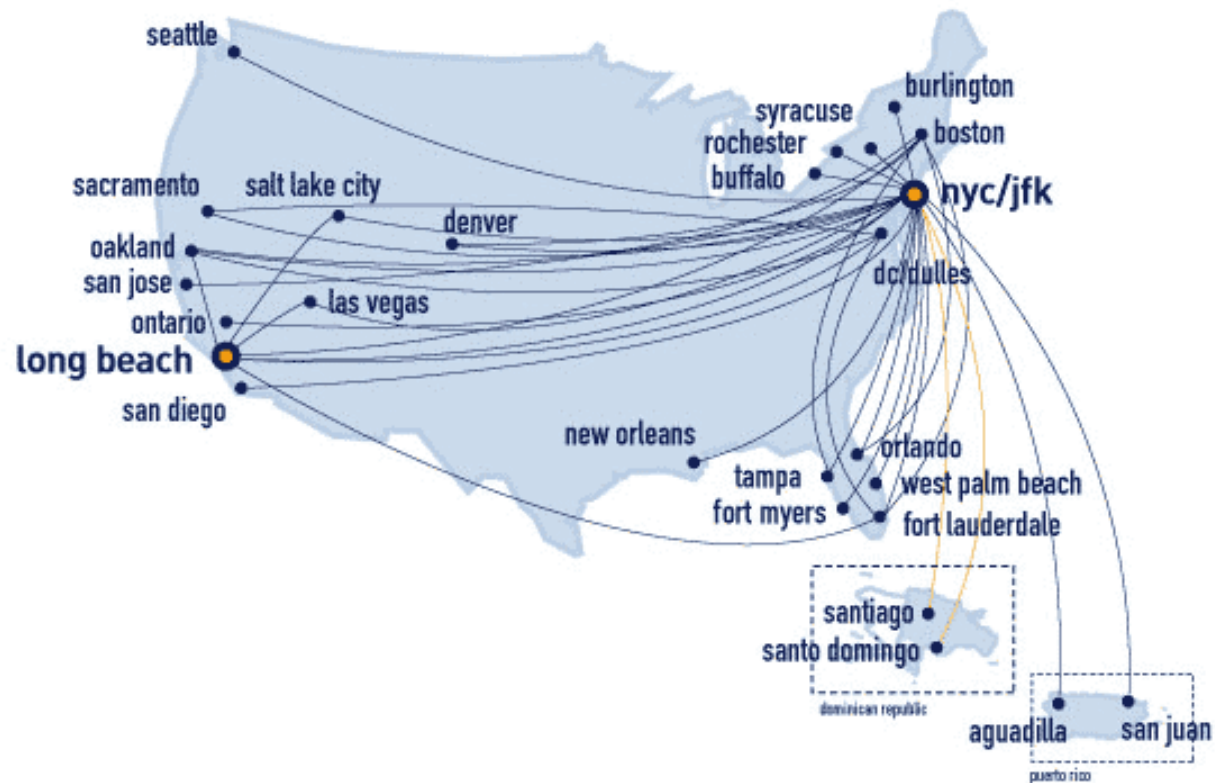 seattle
burlington
syracuse
boston
rochester
buffalo
nyc/jfk
sacramento
salt lake city
denver
oakland
dc/dulles
san jose
las vegas
ontario
long beach
san diego
new orleans
orlando
tampa
west palm beach
fort myers
fort lauderdale
santiago
santo domingo
dominican republic
aguadilla
san juan
puerto rico